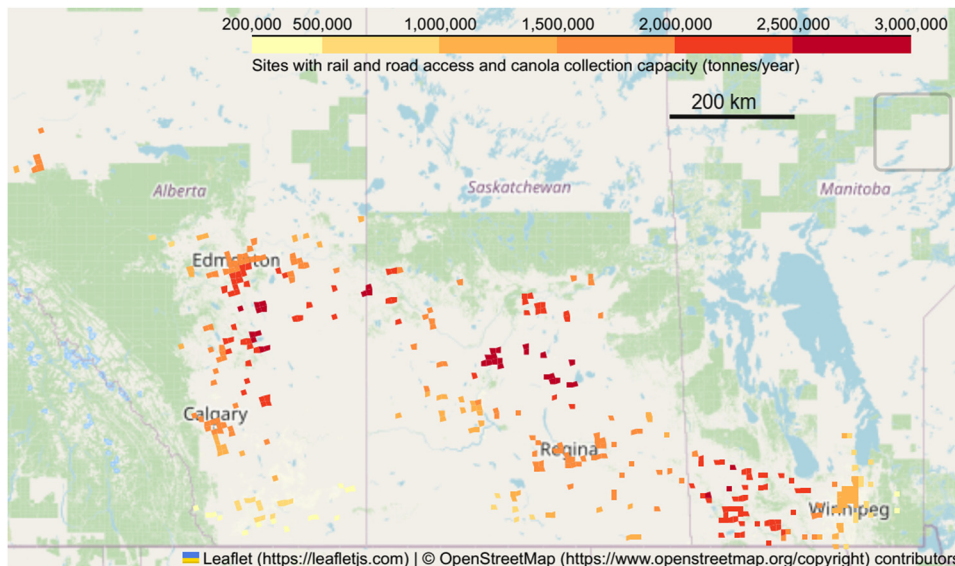 200,000 500,000 1,000,000 1,500,000 2,000,000 2,500,000 3,000,000
Sites with rail and road access and canola collection capacity (tonnes/year)
200 km
Alberta Saskatchewan Manitoba
Edmonton
Calgary
Regina
Winnipeg
Leaflet (https://leafletjs.com) | © OpenStreetMap (https://www.openstreetmap.org/copyright) contributors